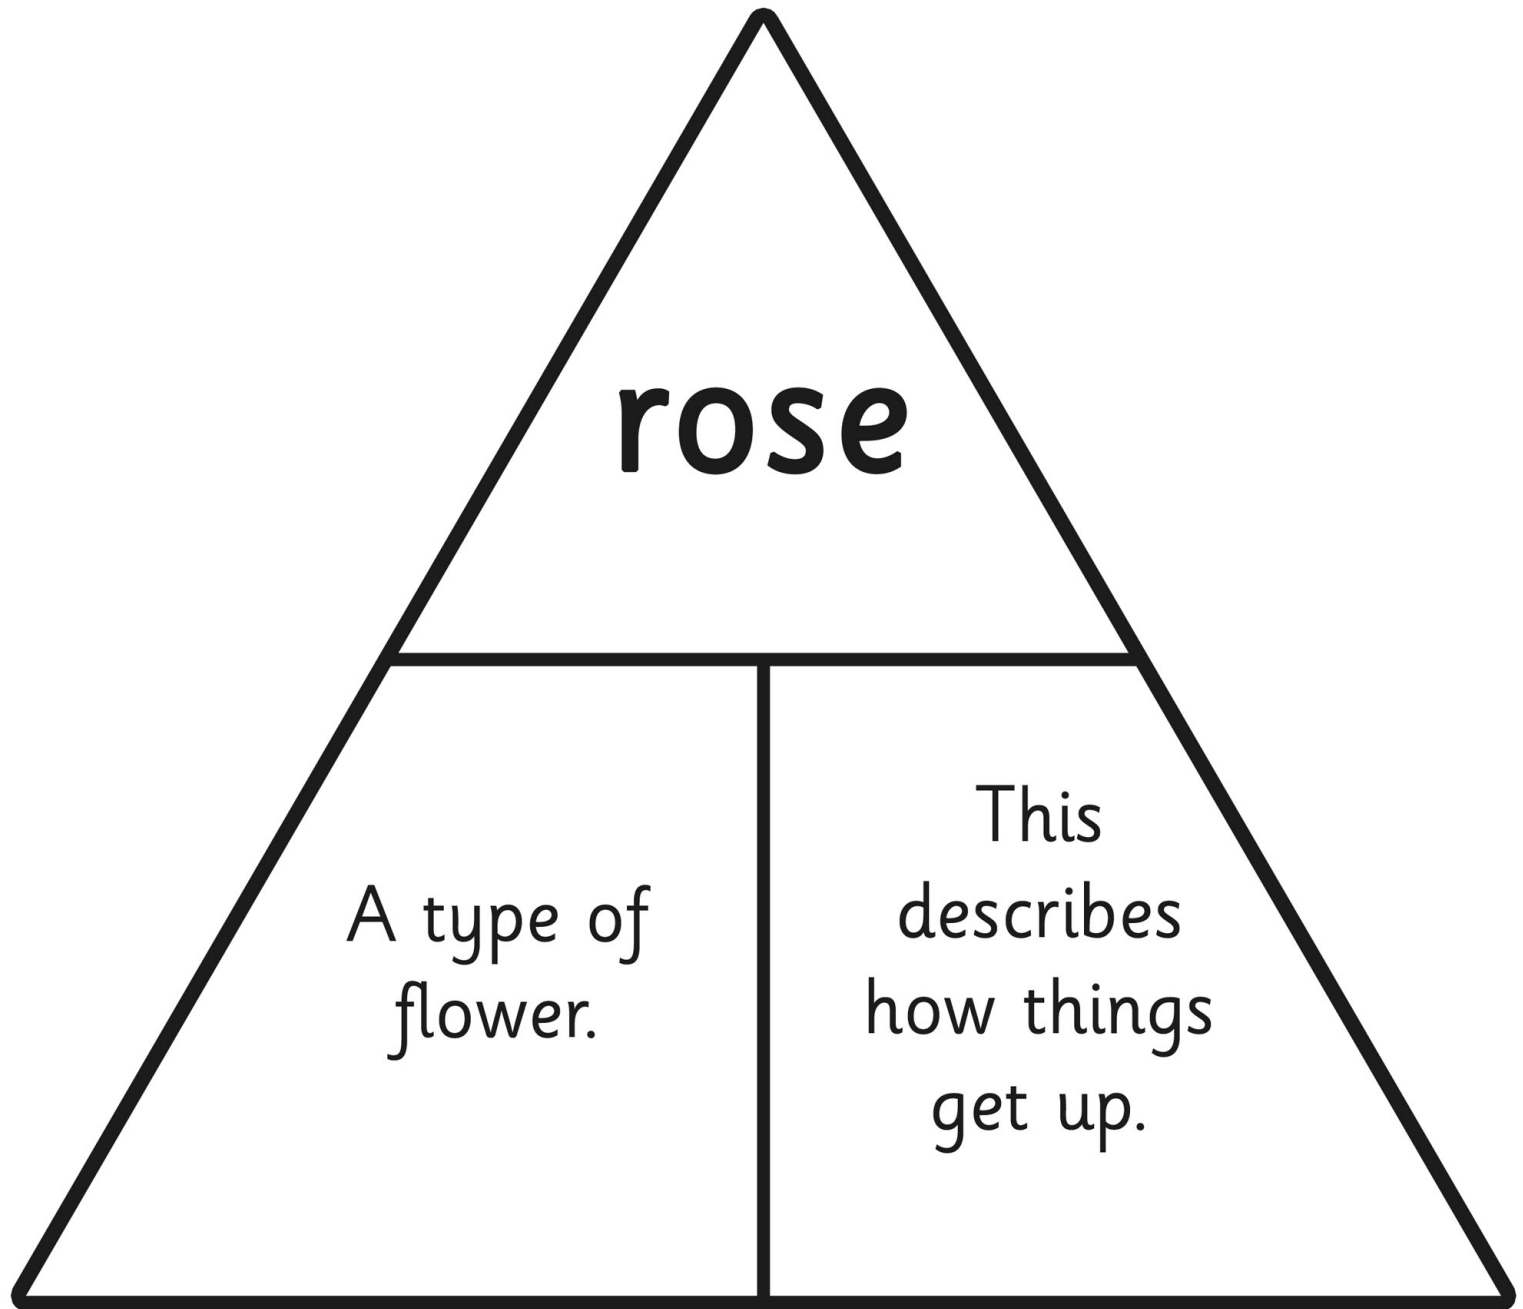 rose
A type of
flower.
This
describes
how things
get up.